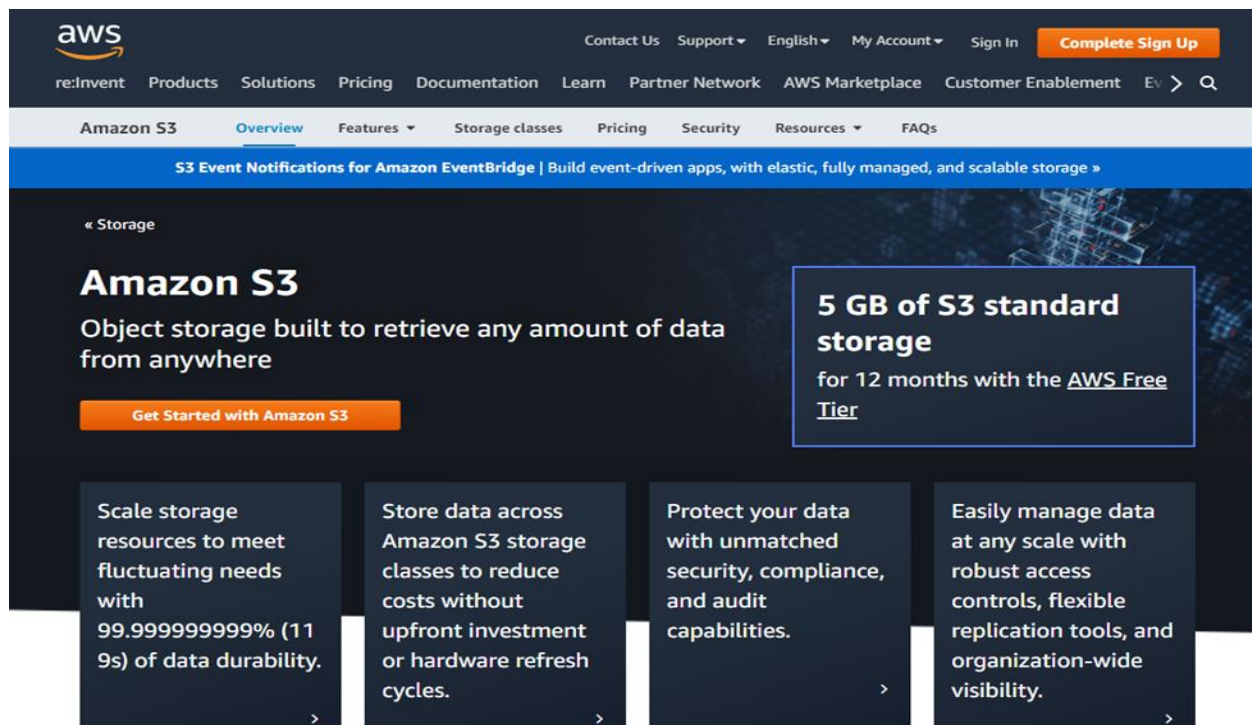 aws
Contact Us Support English My Account Sign In Complete Sign Up
re:Invent Products Solutions Pricing Documentation Learn Partner Network AWS Marketplace Customer Enablement Ev
Amazon S3 Overview Features Storage classes Pricing Security Resources FAQs
S3 Event Notifications for Amazon EventBridge | Build event-driven apps, with elastic, fully managed, and scalable storage »
« Storage
Amazon S3
Object storage built to retrieve any amount of data
from anywhere
Get Started with Amazon S3
5 GB of S3 standard
storage
for 12 months with the AWS Free
Tier
Scale storage
resources to meet
fluctuating needs
with
99.999999999% (11
9s) of data durability.
Store data across
Amazon S3 storage
classes to reduce
costs without
upfront investment
or hardware refresh
cycles.
Protect your data
with unmatched
security, compliance,
and audit
capabilities.
Easily manage data
at any scale with
robust access
controls, flexible
replication tools, and
organization-wide
visibility.